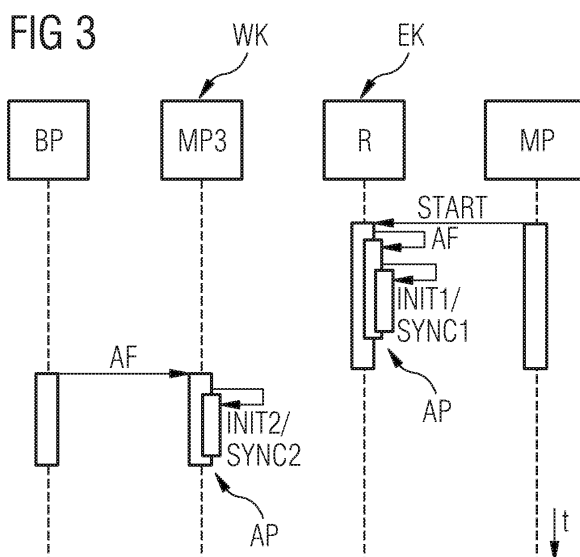 FIG 3
WK
EK
BP
MP3
R
MP
START
AF
INIT1/
SYNC1
AP
AF
INIT2/
SYNC2
AP
t